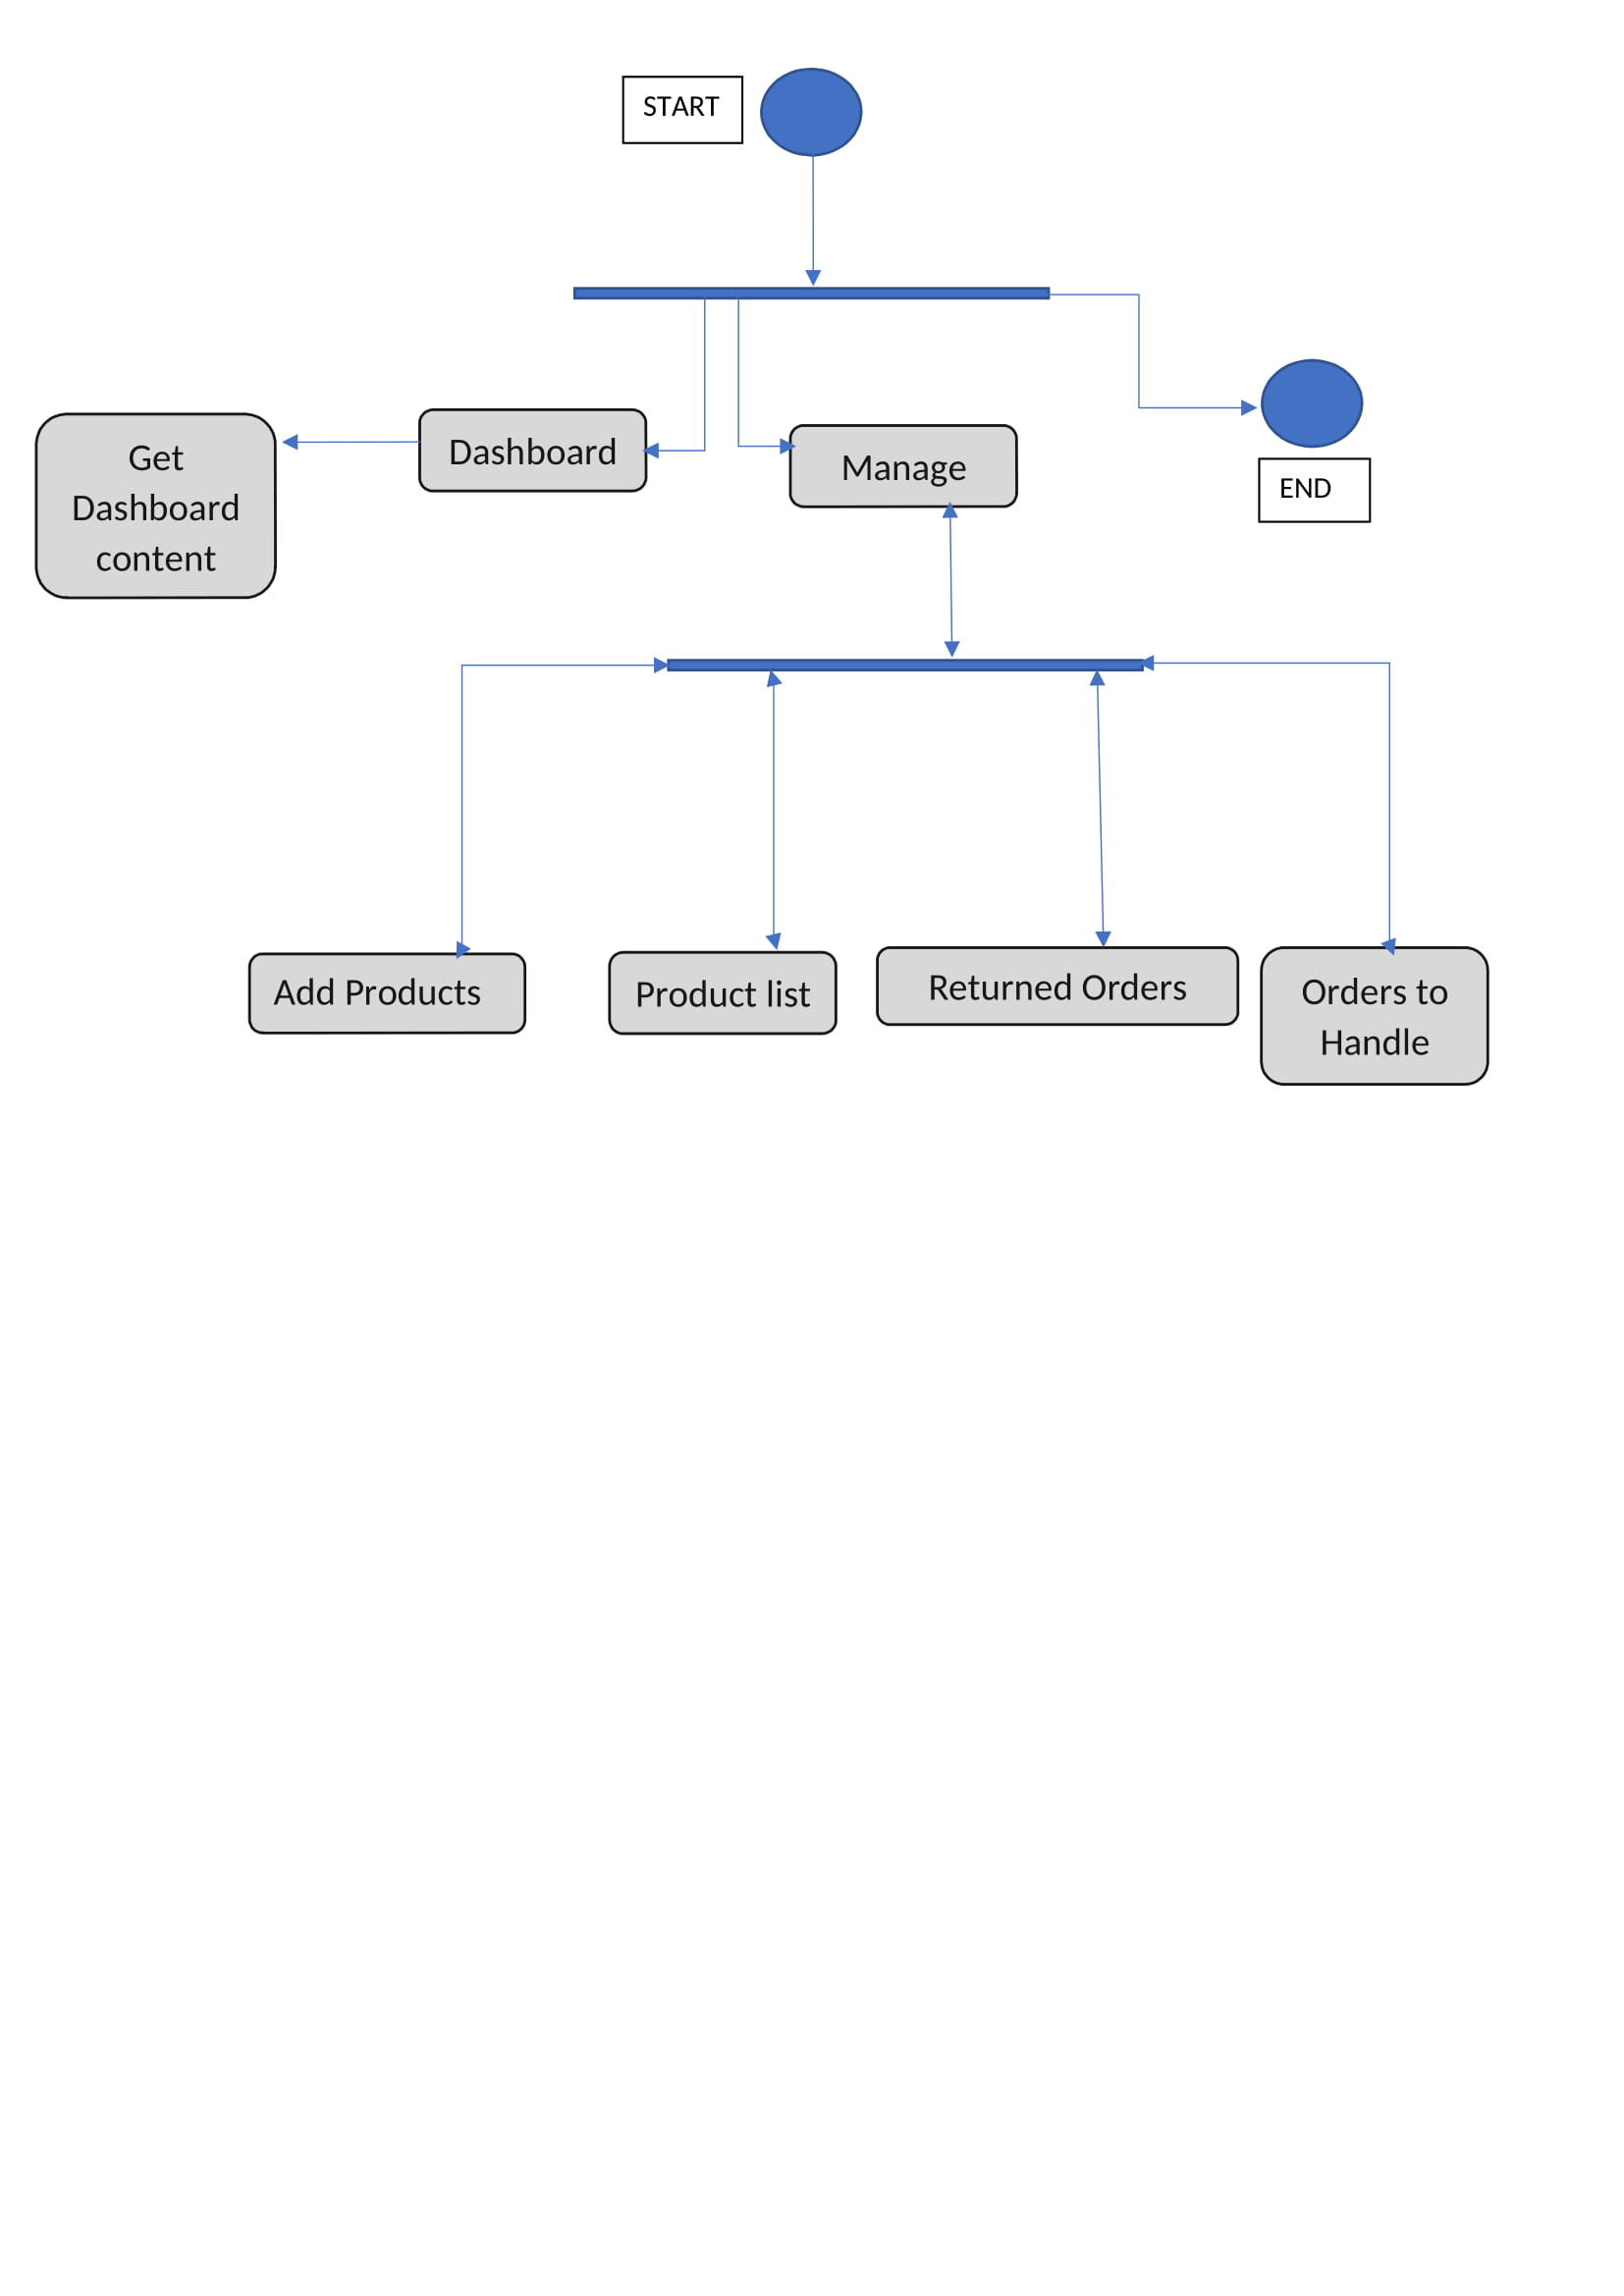 START
Get
Dashboard
content
Dashboard
Manage
END
Add Products
Product list
Returned Orders
Orders to
Handle